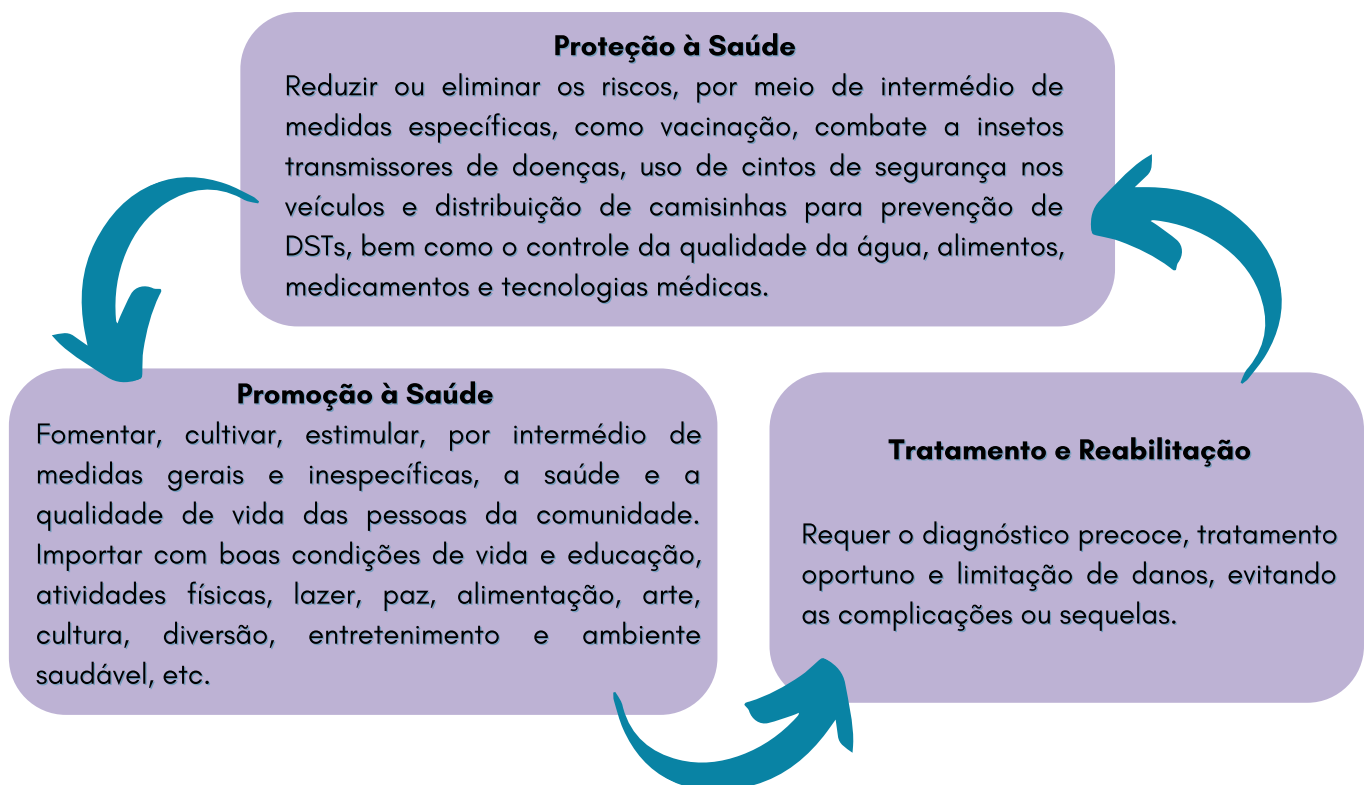 Proteção à Saúde
Reduzir ou eliminar os riscos, por meio de intermédio de
medidas específicas, como vacinação, combate a insetos
transmissores de doenças, uso de cintos de segurança nos
veículos e distribuição de camisinhas para prevenção de
DSTs, bem como o controle da qualidade da água, alimentos,
medicamentos e tecnologias médicas.
Promoção à Saúde
Fomentar, cultivar, estimular, por intermédio de
medidas gerais e inespecíficas, a saúde e a
qualidade de vida das pessoas da comunidade.
Importar com boas condições de vida e educação,
atividades físicas, lazer, paz, alimentação, arte,
cultura, diversão, entretenimento e ambiente
saudável, etc.
Tratamento e Reabilitação
Requer o diagnóstico precoce, tratamento
oportuno e limitação de danos, evitando
as complicações ou sequelas.